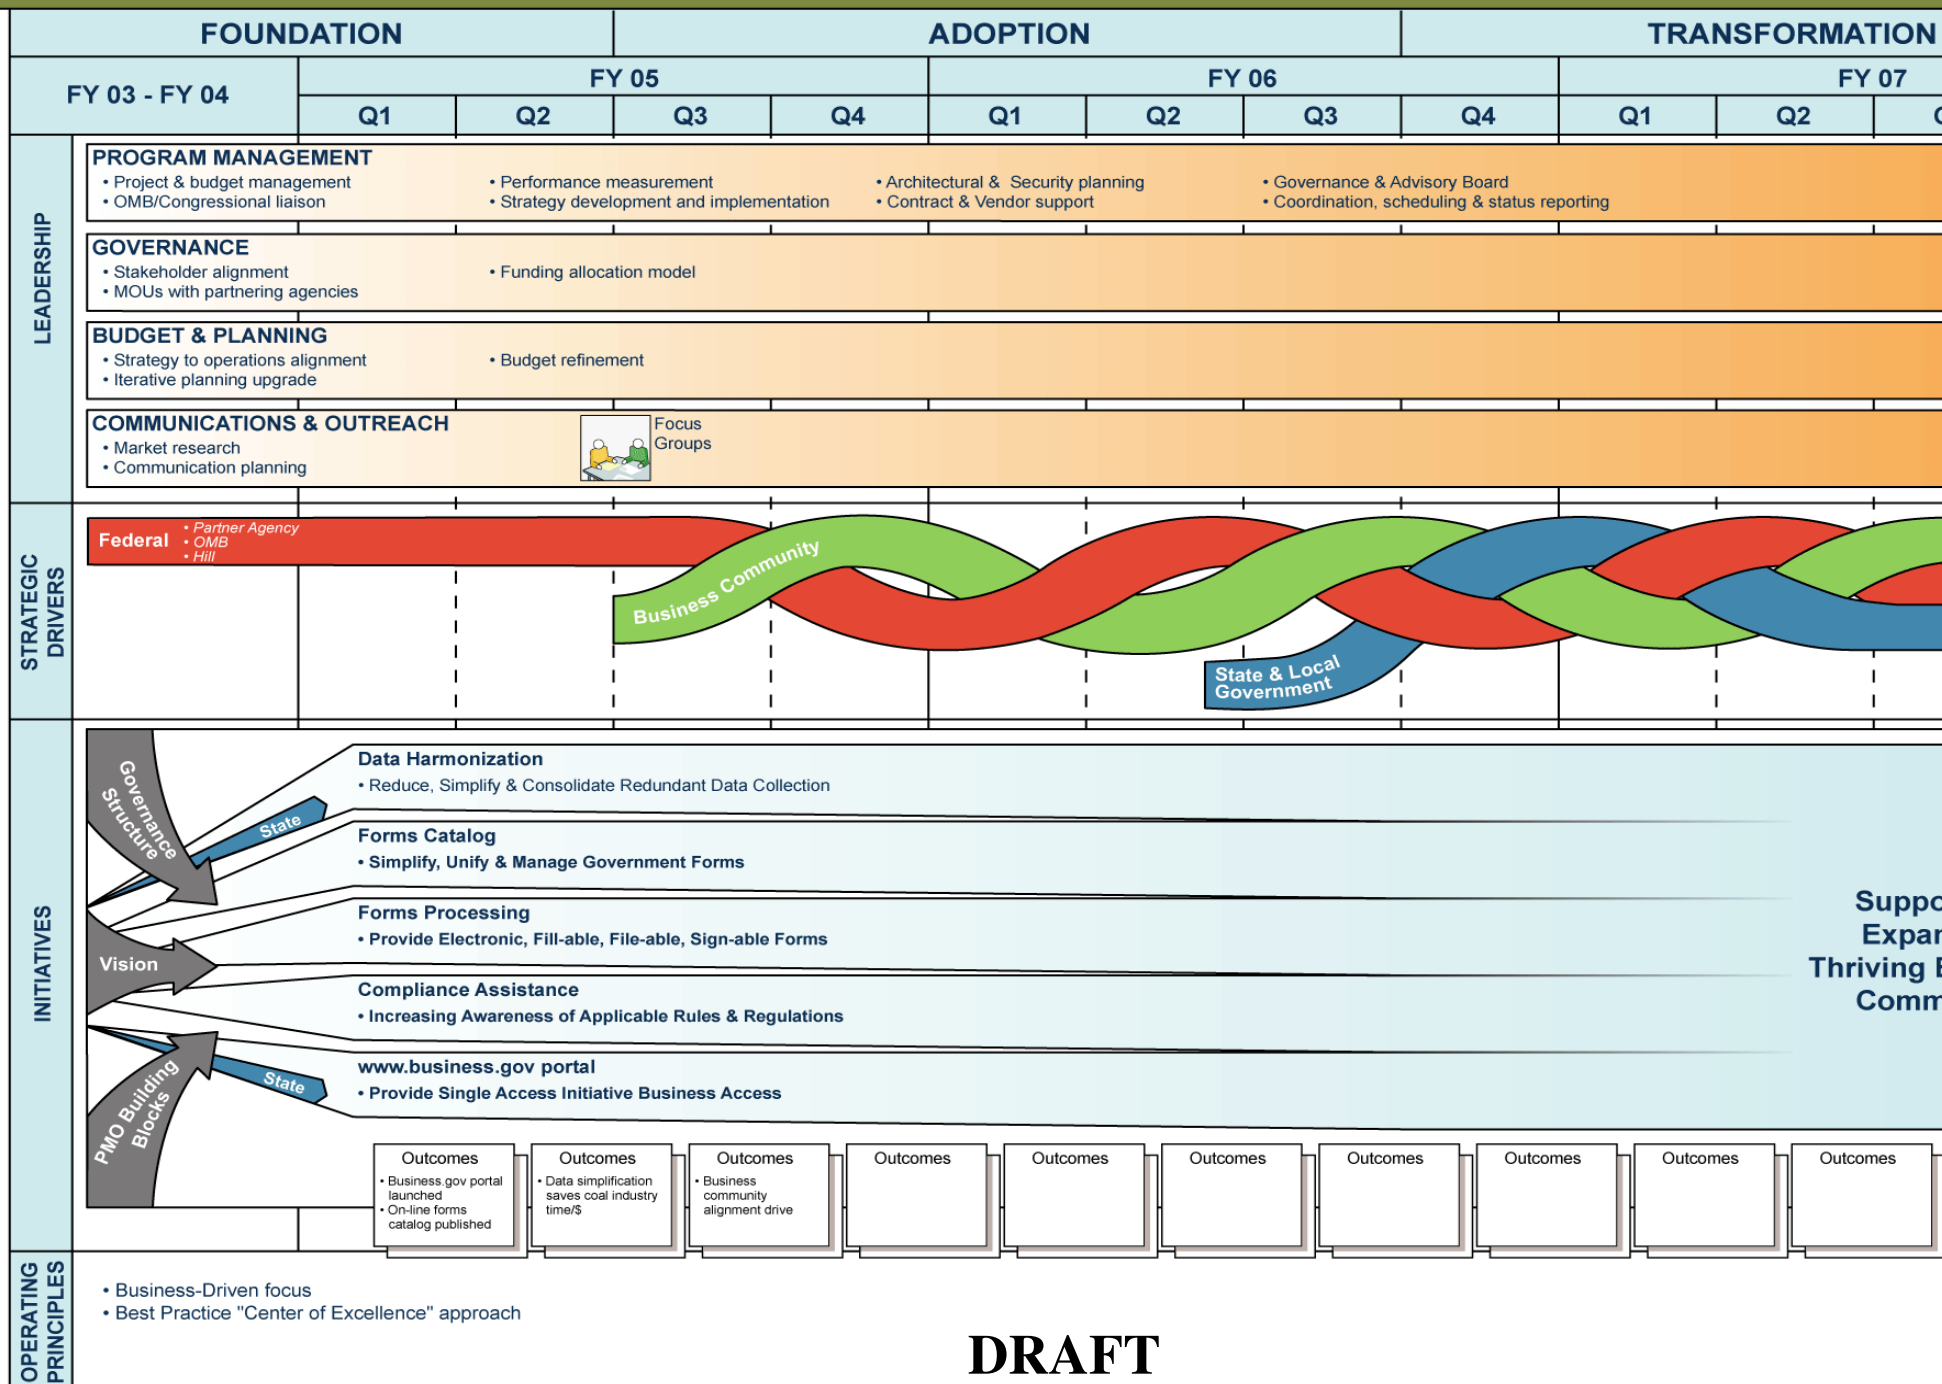 FOUNDATION
ADOPTION
TRANSFORMATION
FY 03 - FY 04
FY 05
FY 06
FY 07
Q1
Q2
Q3
Q4
Q1
Q2
Q3
Q4
Q1
Q2
LEADERSHIP
PROGRAM MANAGEMENT
• Project & budget management
• OMB/Congressional liaison
• Performance measurement
• Strategy development and implementation
• Architectural & Security planning
• Contract & Vendor support
• Governance & Advisory Board
• Coordination, scheduling & status reporting
GOVERNANCE
• Stakeholder alignment
• MOUs with partnering agencies
• Funding allocation model
BUDGET & PLANNING
• Strategy to operations alignment
• Iterative planning upgrade
• Budget refinement
COMMUNICATIONS & OUTREACH
• Market research
• Communication planning
Focus
Groups
STRATEGIC
DRIVERS
Federal
• Partner Agency
• OMB
• Hill
Business Community
State & Local
Government
INITIATIVES
Governance
Structure
State
Vision
PMO Building
Blocks
State
Data Harmonization
• Reduce, Simplify & Consolidate Redundant Data Collection
Forms Catalog
• Simplify, Unify & Manage Government Forms
Forms Processing
• Provide Electronic, Fill-able, File-able, Sign-able Forms
Compliance Assistance
• Increasing Awareness of Applicable Rules & Regulations
www.business.gov portal
• Provide Single Access Initiative Business Access
Thriving
Outcomes
• Business.gov portal
launched
• On-line forms
catalog published
Outcomes
• Data simplification
saves coal industry
time/$
Outcomes
• Business
community
alignment drive
Outcomes
Outcomes
Outcomes
Outcomes
Outcomes
Outcomes
Outcomes
OPERATING
PRINCIPLES
• Business-Driven focus
• Best Practice "Center of Excellence" approach
DRAFT